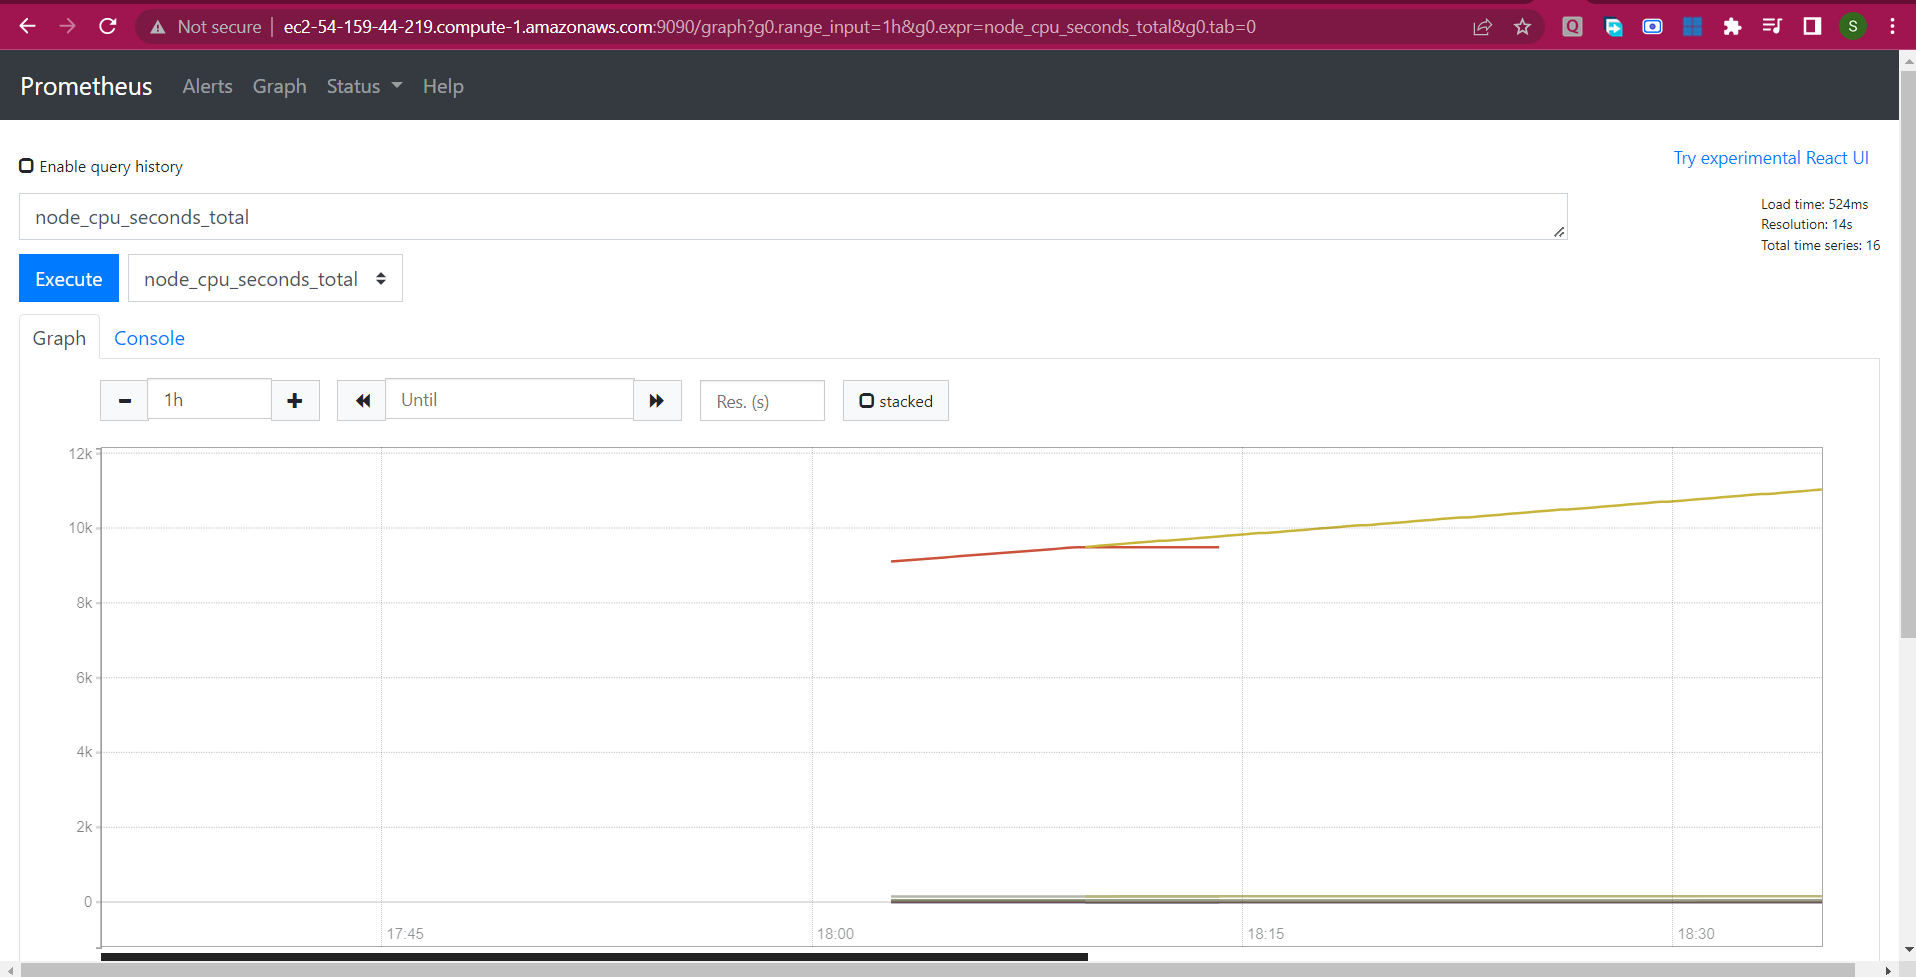 Not secure | ec2-54-159-44-219.compute-1.amazonaws.com:9090/graph?g0.range_input=1h&g0.expr=node_cpu_seconds_total&g0.tab=0
Q
S
Prometheus Alerts Graph Status Help
Enable query history
Try experimental React UI
node_cpu_seconds_total
Load time: 524ms
Resolution: 14s
Total time series: 16
Execute node_cpu_seconds_total
Graph Console
1h Until Res. (s) stacked
12k
10k
8k
6k
4k
2k
0
17:45 18:00 18:15 18:30